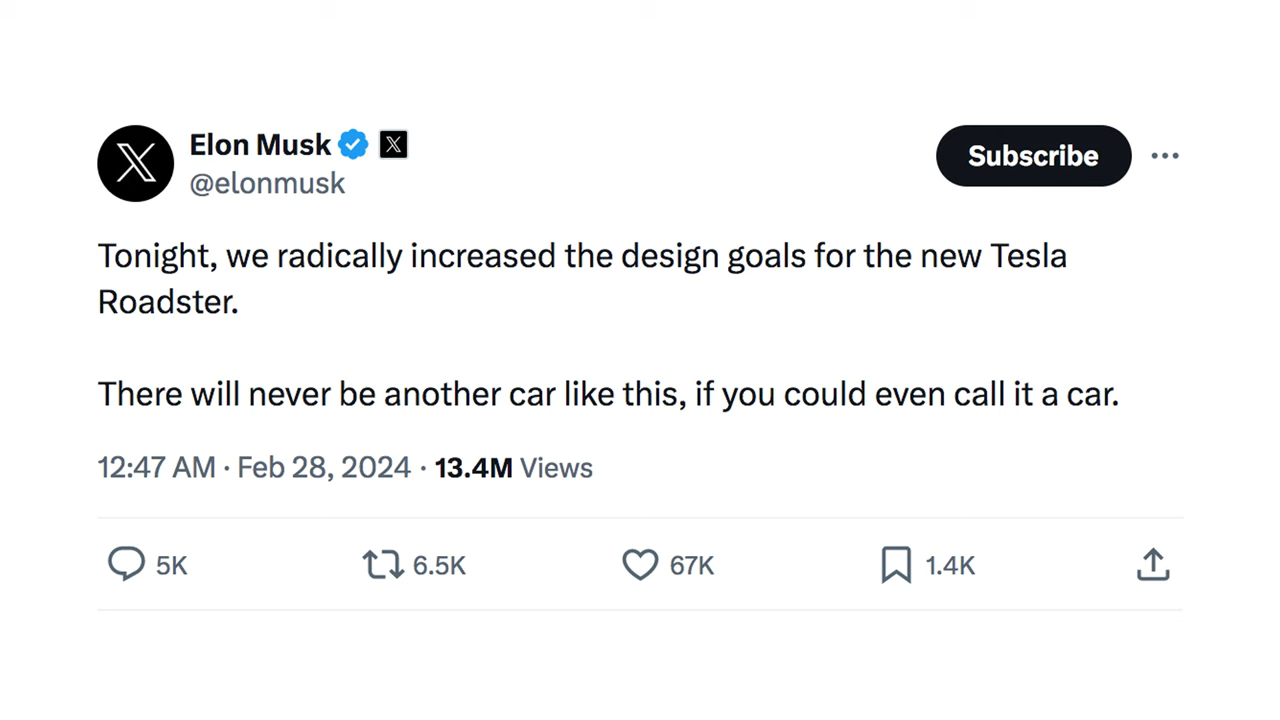 Elon Musk
Subscribe
@elonmusk
Tonight, we radically increased the design goals for the new Tesla
Roadster.
There will never be another car like this, if you could even call it a car.
12:47 AM · Feb 28, 2024 · 13.4M Views
5K 6.5K 67K 1.4K